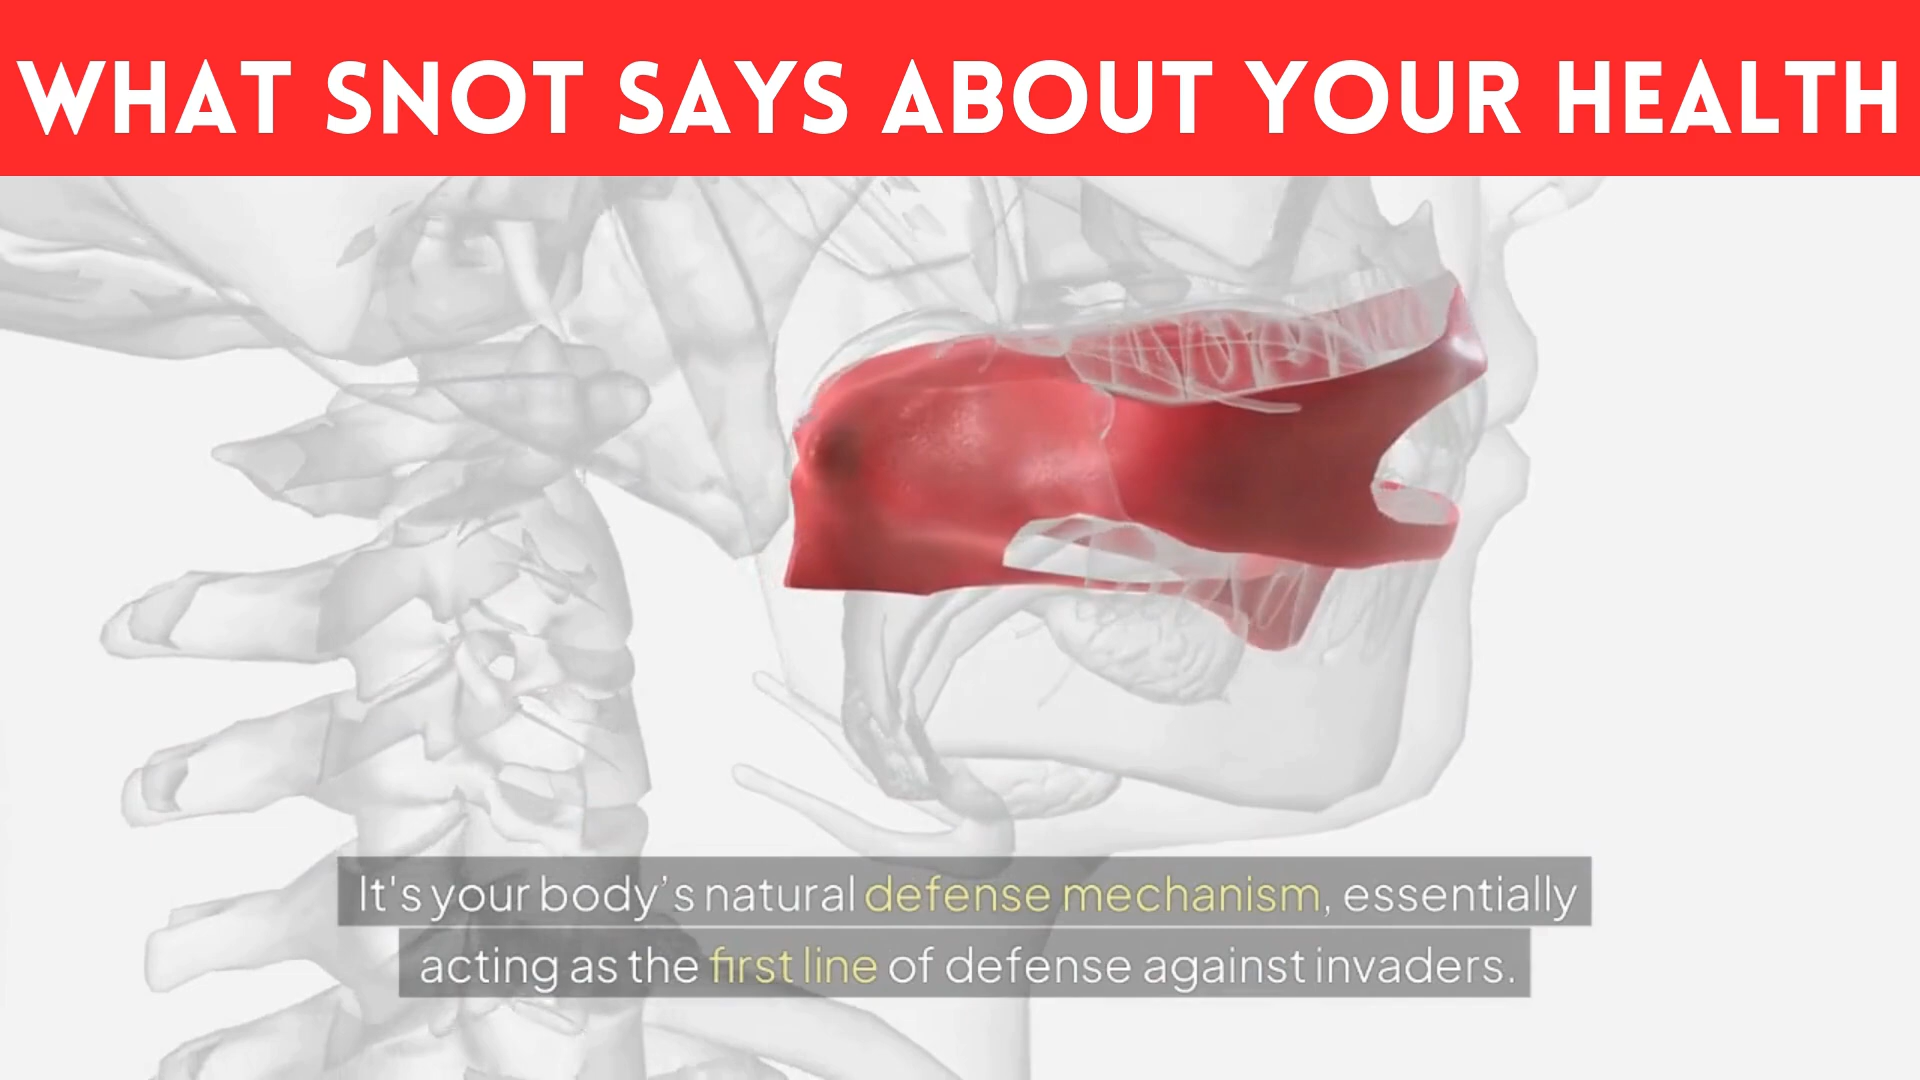 WHAT SNOT SAYS ABOUT YOUR HEALTH
It's your body’s natural defense mechanism, essentially
acting as the first line of defense against invaders.